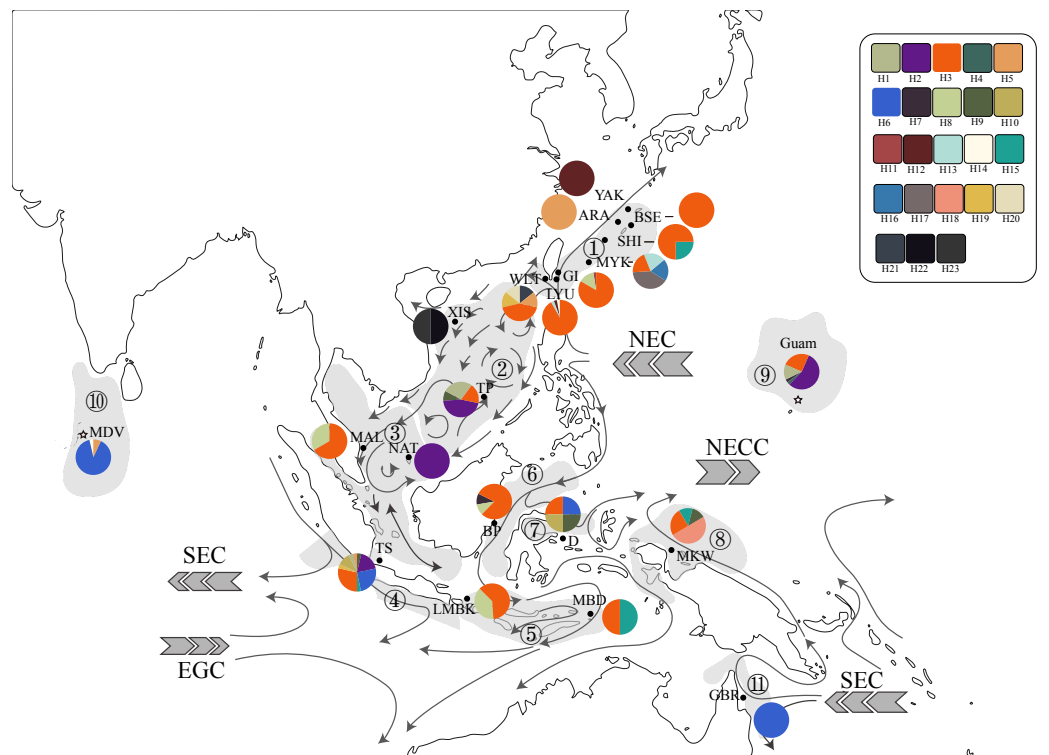 H1 H2 H3 H4 H5
H6 H7 H8 H9 H10
H11 H12 H13 H14 H15
H16 H17 H18 H19 H20
H21 H22 H23
YAK
ARA
BSE
SHI
①
MYK
WLT
GI
LYU
XIS
NEC
Guam
②
⑨
TP
⑩
MDV
MAL
③
NAT
NECC
⑥
BP
⑦
D
⑧
MKW
SEC
TS
④
LMBK
MBD
⑤
EGC
GBR
⑪
SEC